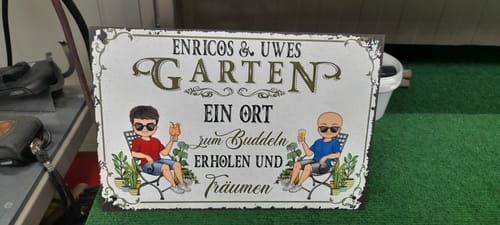 ENRICOS & UWES
GARTEN
EIN ORT
zum Buddeln
ERHOLEN UND
Träumen